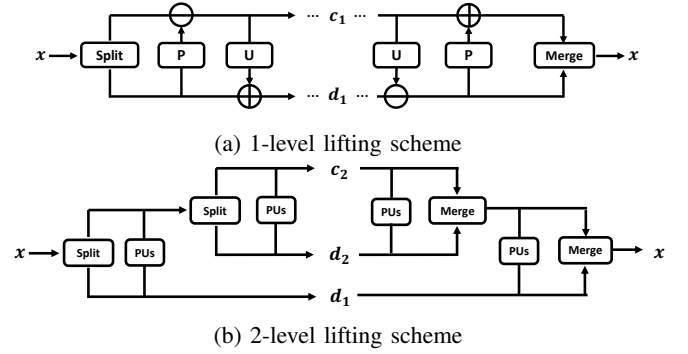 ··· c₁ ···
x Split P U U P Merge x
··· d₁ ···
(a) 1-level lifting scheme
c₂
Split PUs PUs Merge
x Split PUs d₂ PUs Merge x
d₁
(b) 2-level lifting scheme